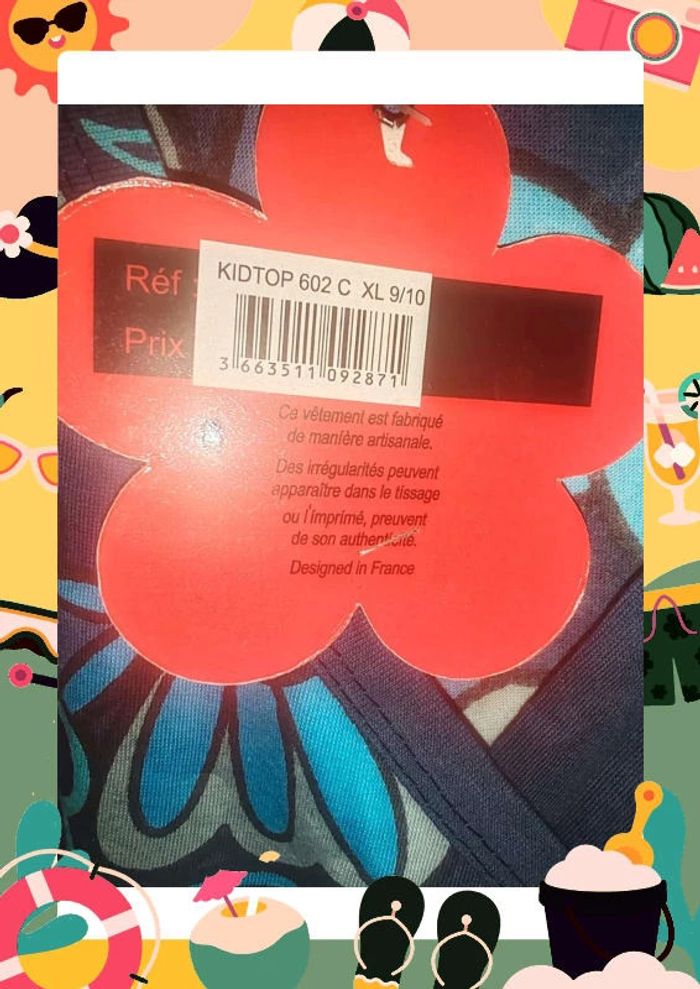 Réf :
KIDTOP 602 C XL 9/10
Prix
3 663511 092871
Ce vêtement est fabriqué
de manière artisanale.
Des irrégularités peuvent
apparaître dans le tissage
ou l'imprimé, preuvent
de son authenticité.
Designed in France